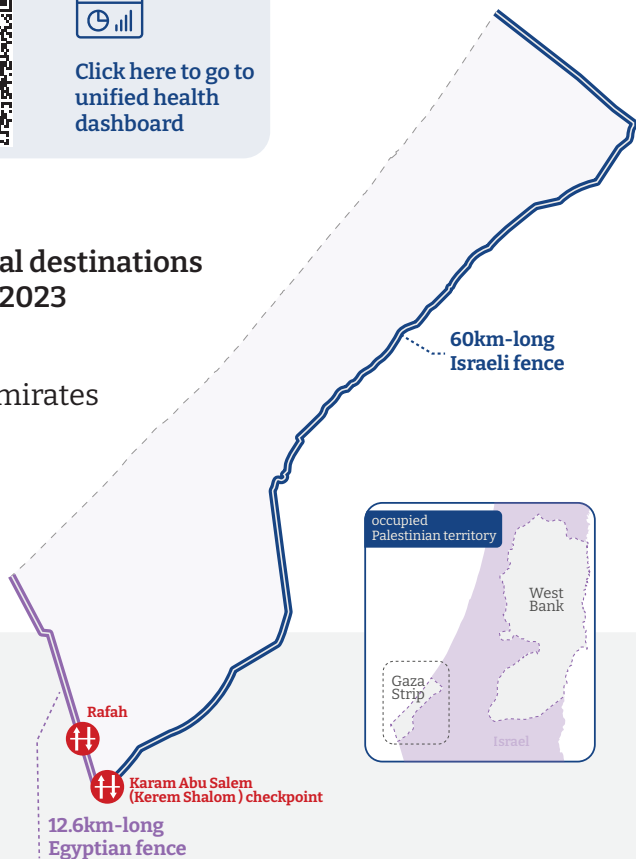 Click here to go to
unified health
dashboard
al destinations
2023
mirates
60km-long
Israeli fence
occupied
Palestinian territory
West
Bank
Gaza
Strip
Israel
Rafah
Karam Abu Salem
(Kerem Shalom ) checkpoint
12.6km-long
Egyptian fence